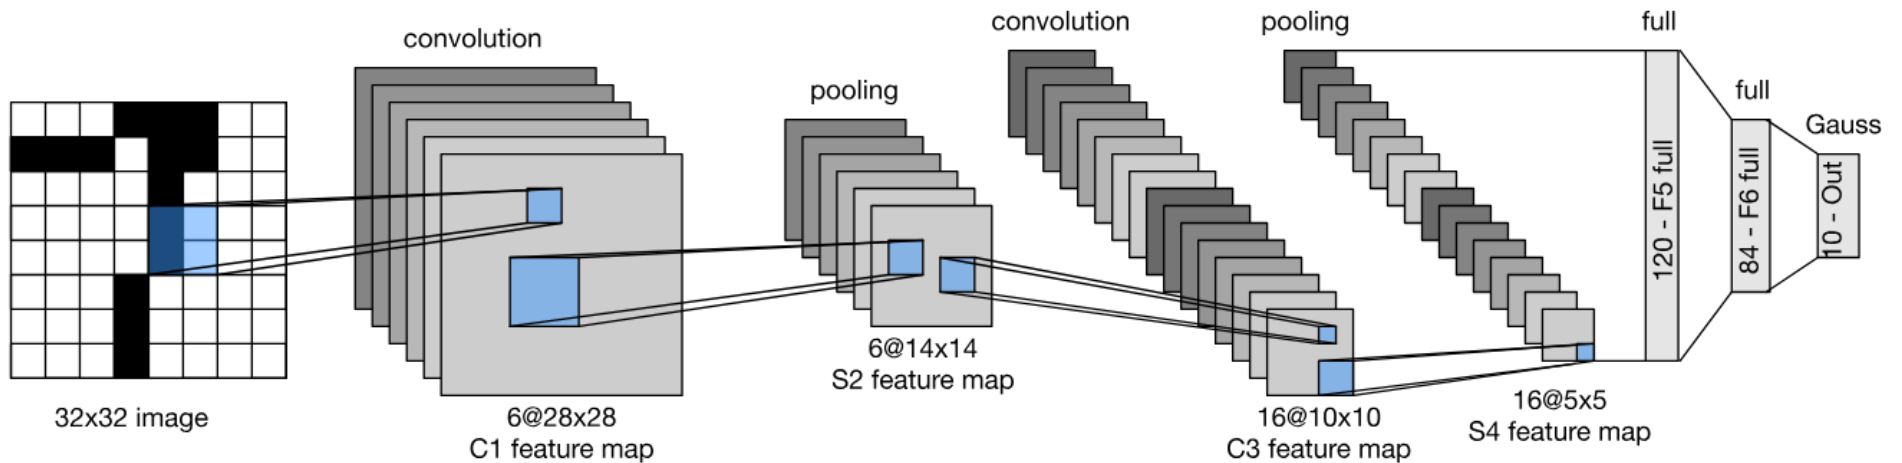 convolution
pooling
convolution
pooling
full
full
Gauss
120 - F5 full
84 - F6 full
10 - Out
32x32 image
6@28x28
C1 feature map
6@14x14
S2 feature map
16@10x10
C3 feature map
16@5x5
S4 feature map